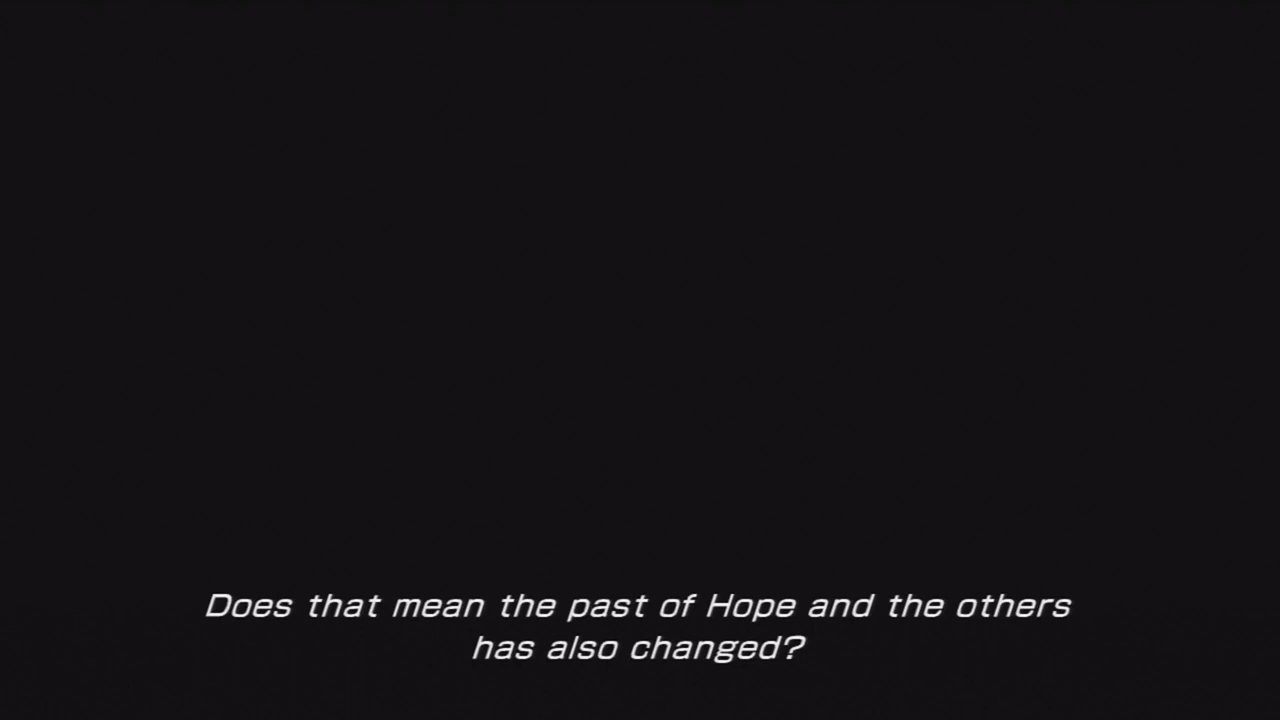 Does that mean the past of Hope and the others
has also changed?